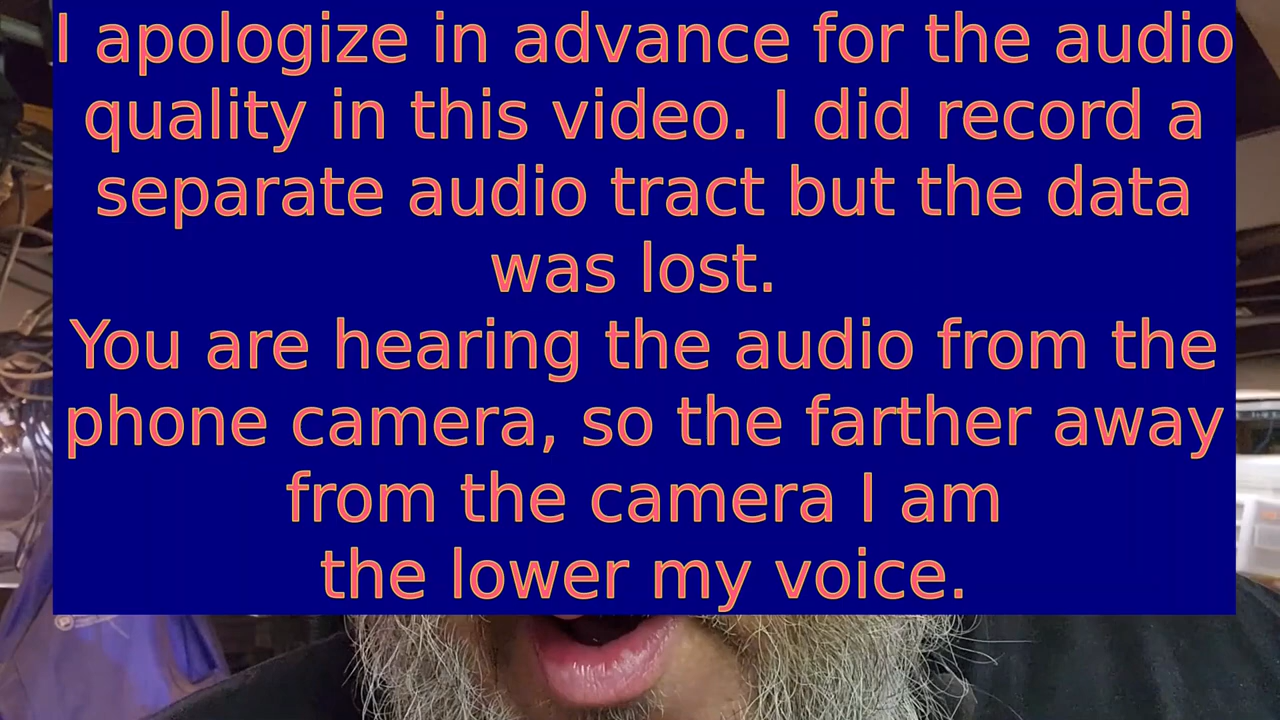 I apologize in advance for the audio
quality in this video. I did record a
separate audio tract but the data
was lost.
You are hearing the audio from the
phone camera, so the farther away
from the camera I am
the lower my voice.